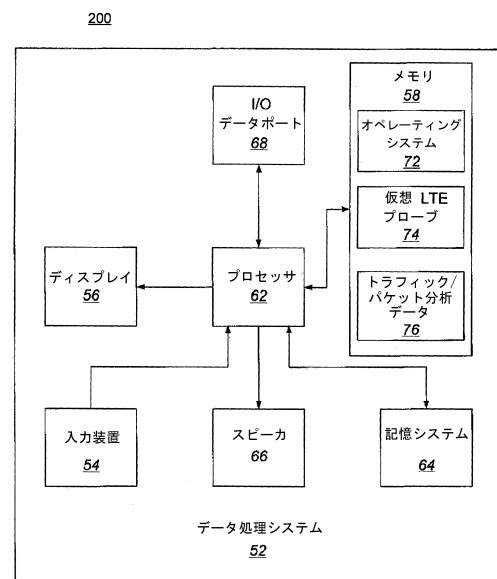 200
I/O
データポート
68
メモリ
58
オペレーティング
システム
72
仮想 LTE
プローブ
74
トラフィック/
パケット分析
データ
76
ディスプレイ
56
プロセッサ
62
入力装置
54
スピーカ
66
記憶システム
64
データ処理システム
52